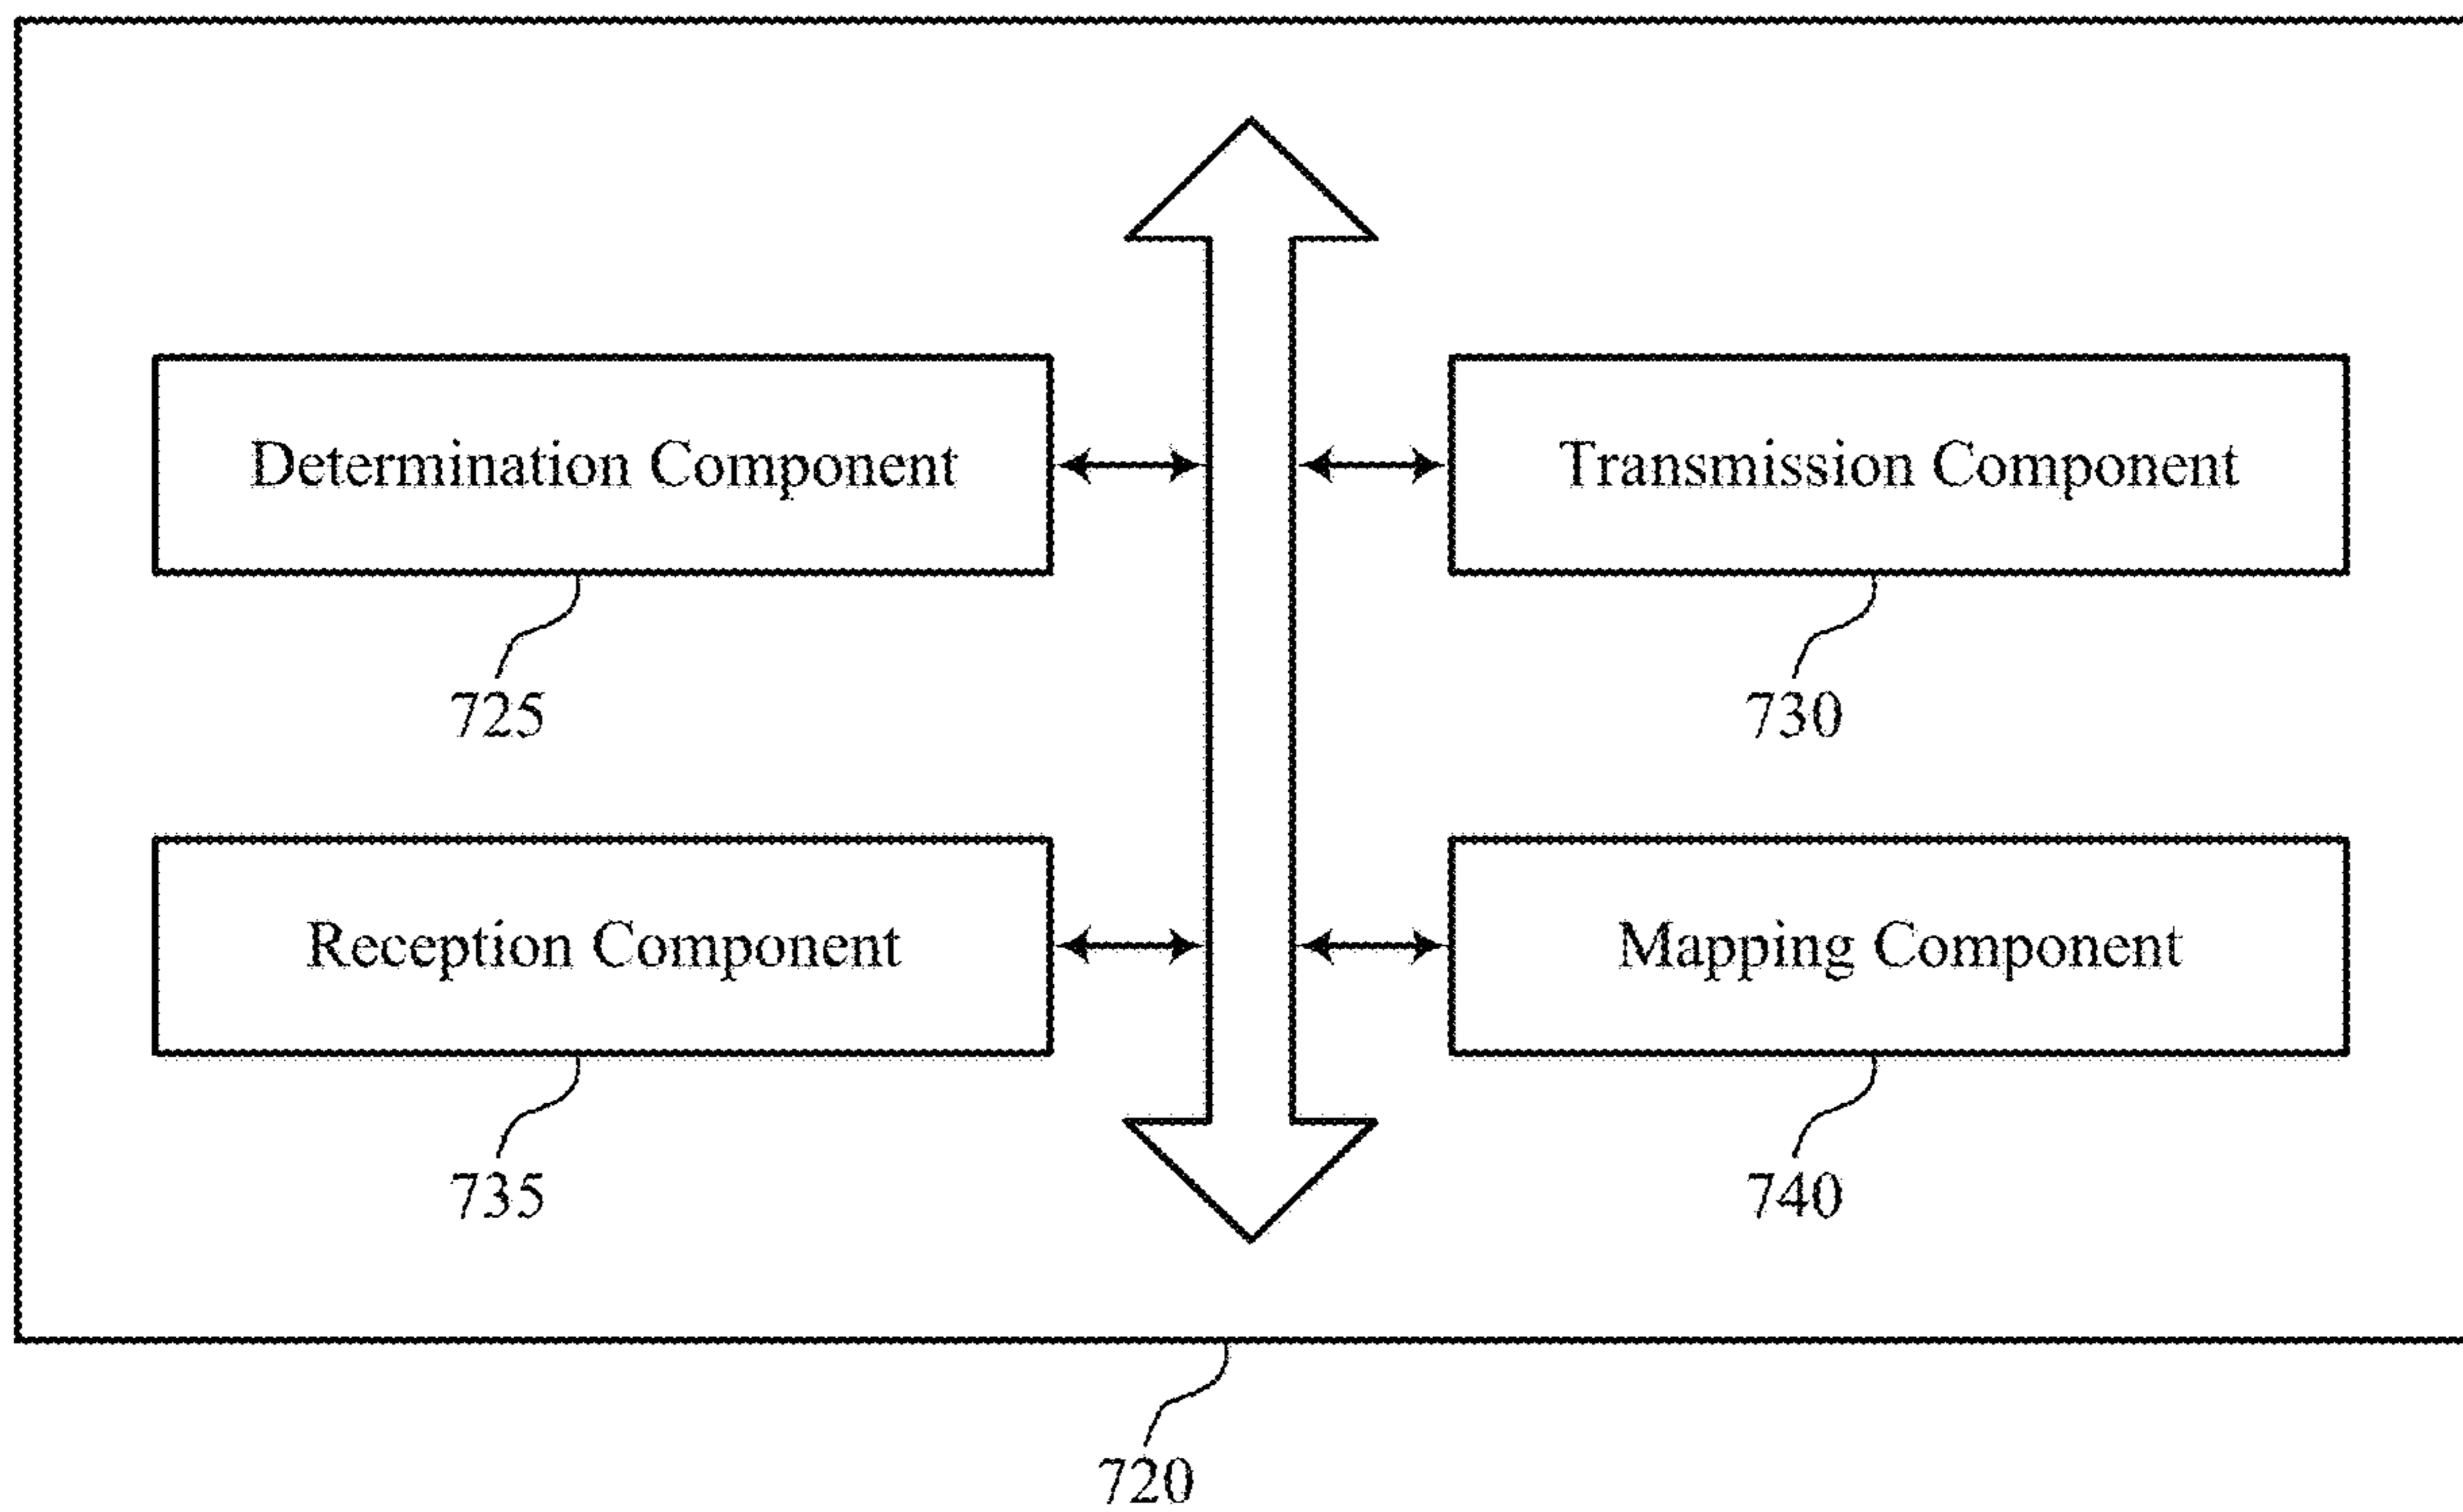 Determination Component
Transmission Component
725
730
Reception Component
Mapping Component
735
740
720